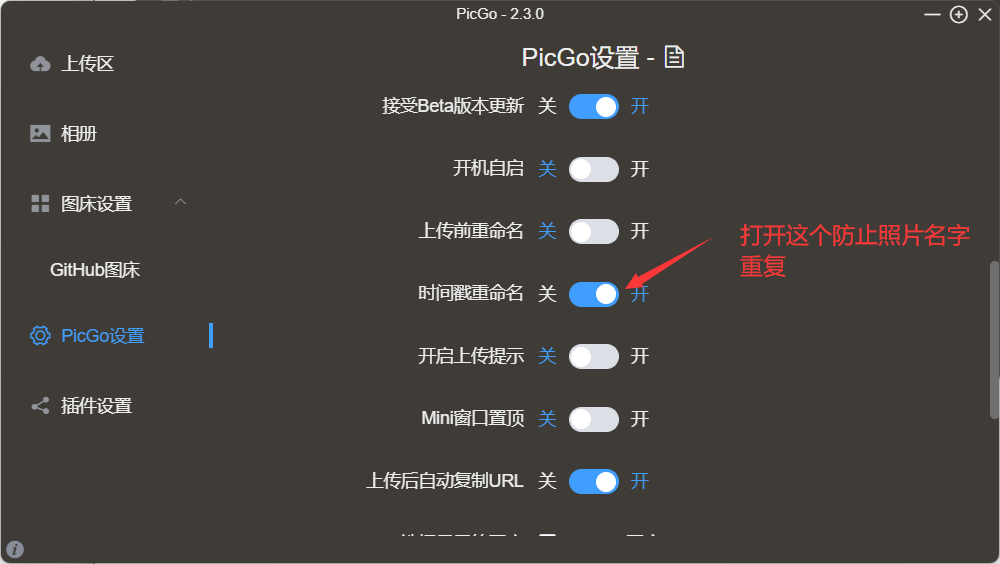 PicGo - 2.3.0
PicGo设置 -
上传区
相册
图床设置
GitHub图床
PicGo设置
插件设置
接受Beta版本更新 关 开
开机自启 关 开
上传前重命名 关 开
时间戳重命名 关 开
开启上传提示 关 开
Mini窗口置顶 关 开
上传后自动复制URL 关 开
打开这个防止照片名字
重复